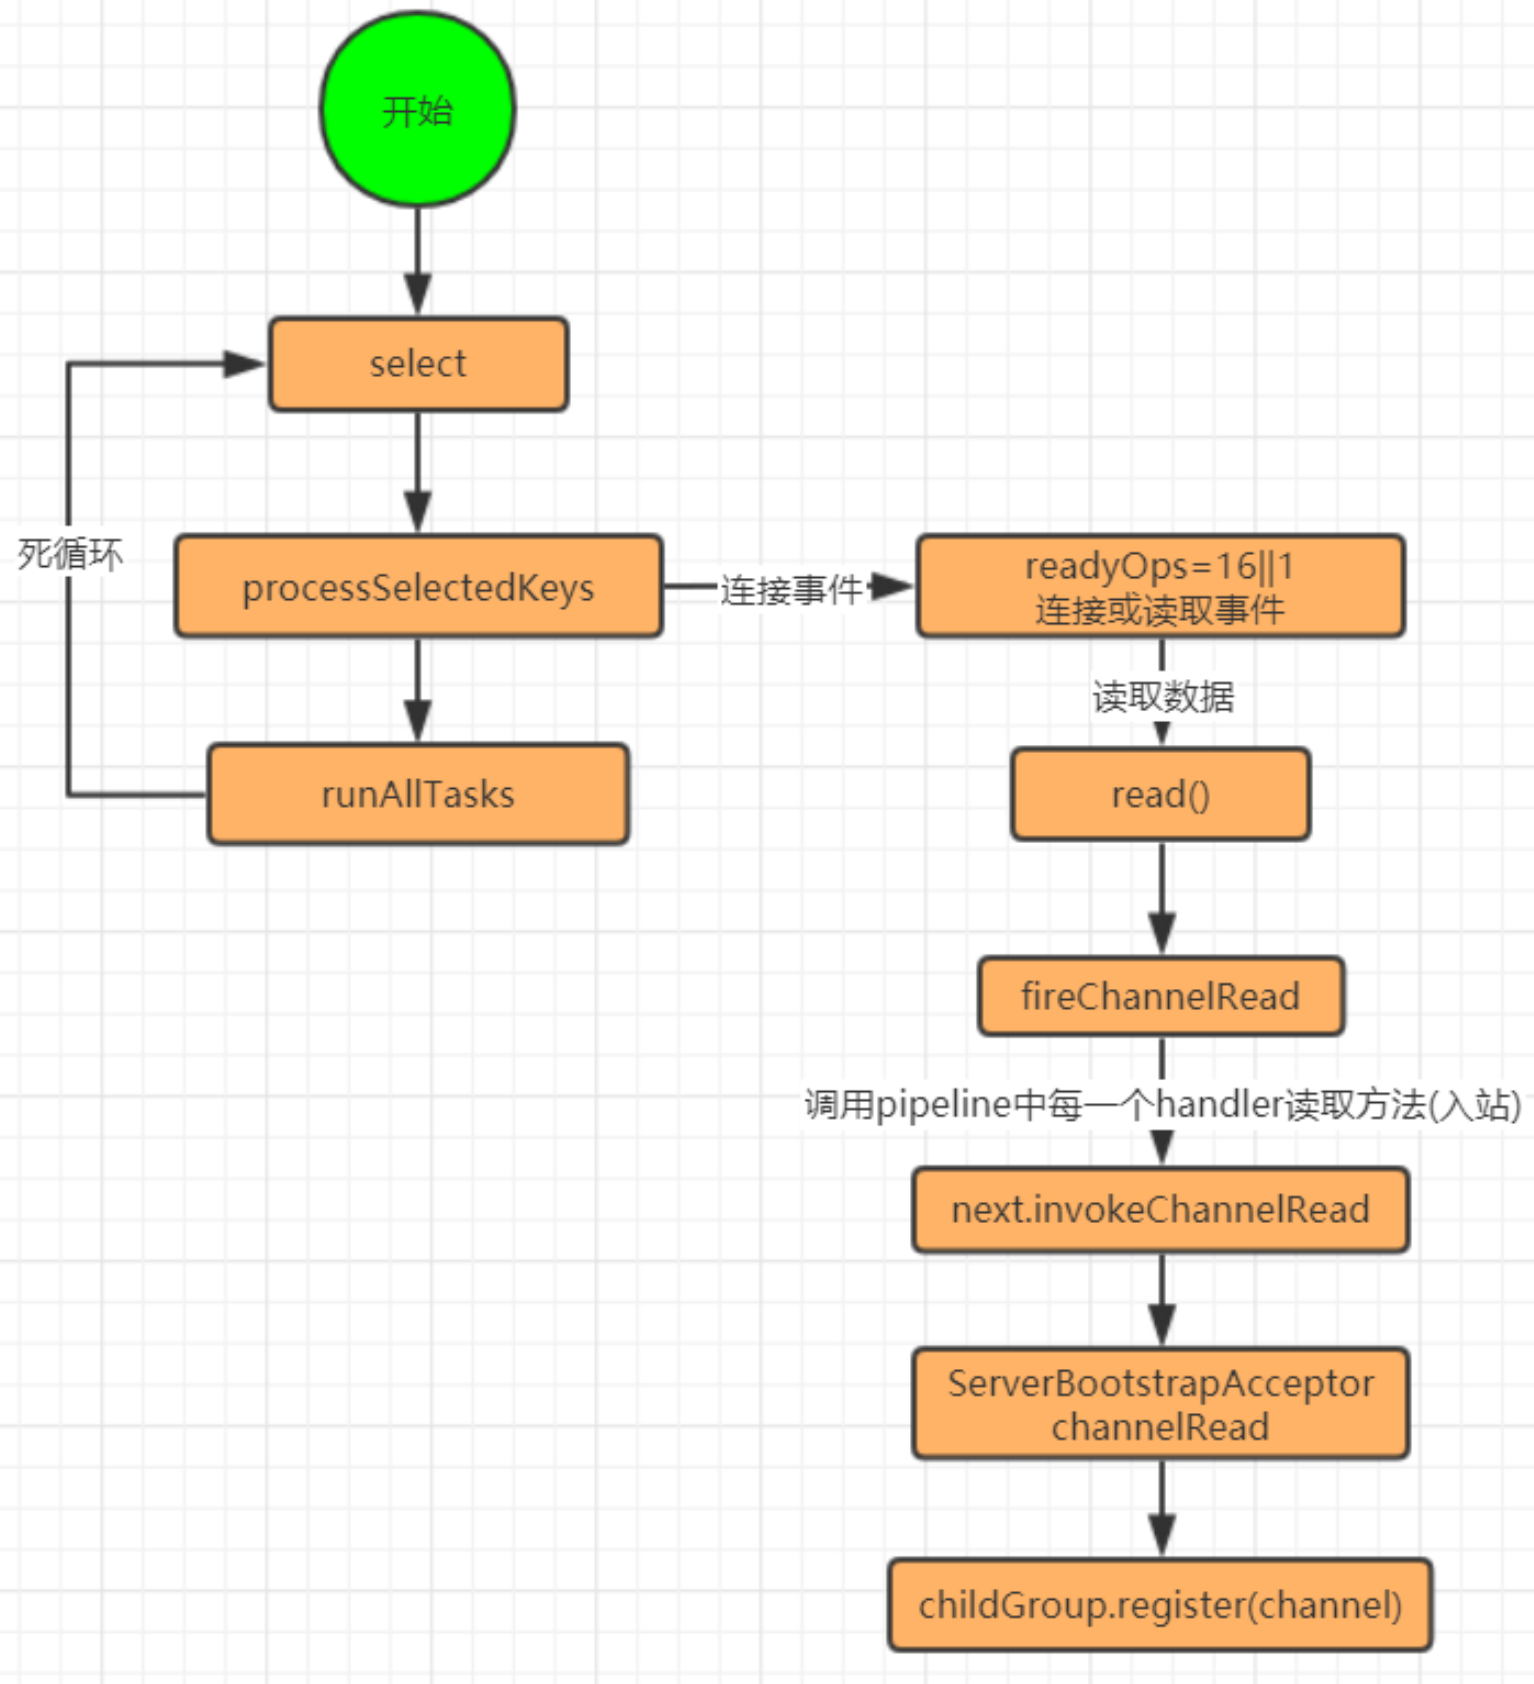 开始
select
死循环
processSelectedKeys
连接事件
readyOps=16||1
连接或读取事件
读取数据
runAllTasks
read()
fireChannelRead
调用pipeline中每一个handler读取方法(入站)
next.invokeChannelRead
ServerBootstrapAcceptor
channelRead
childGroup.register(channel)